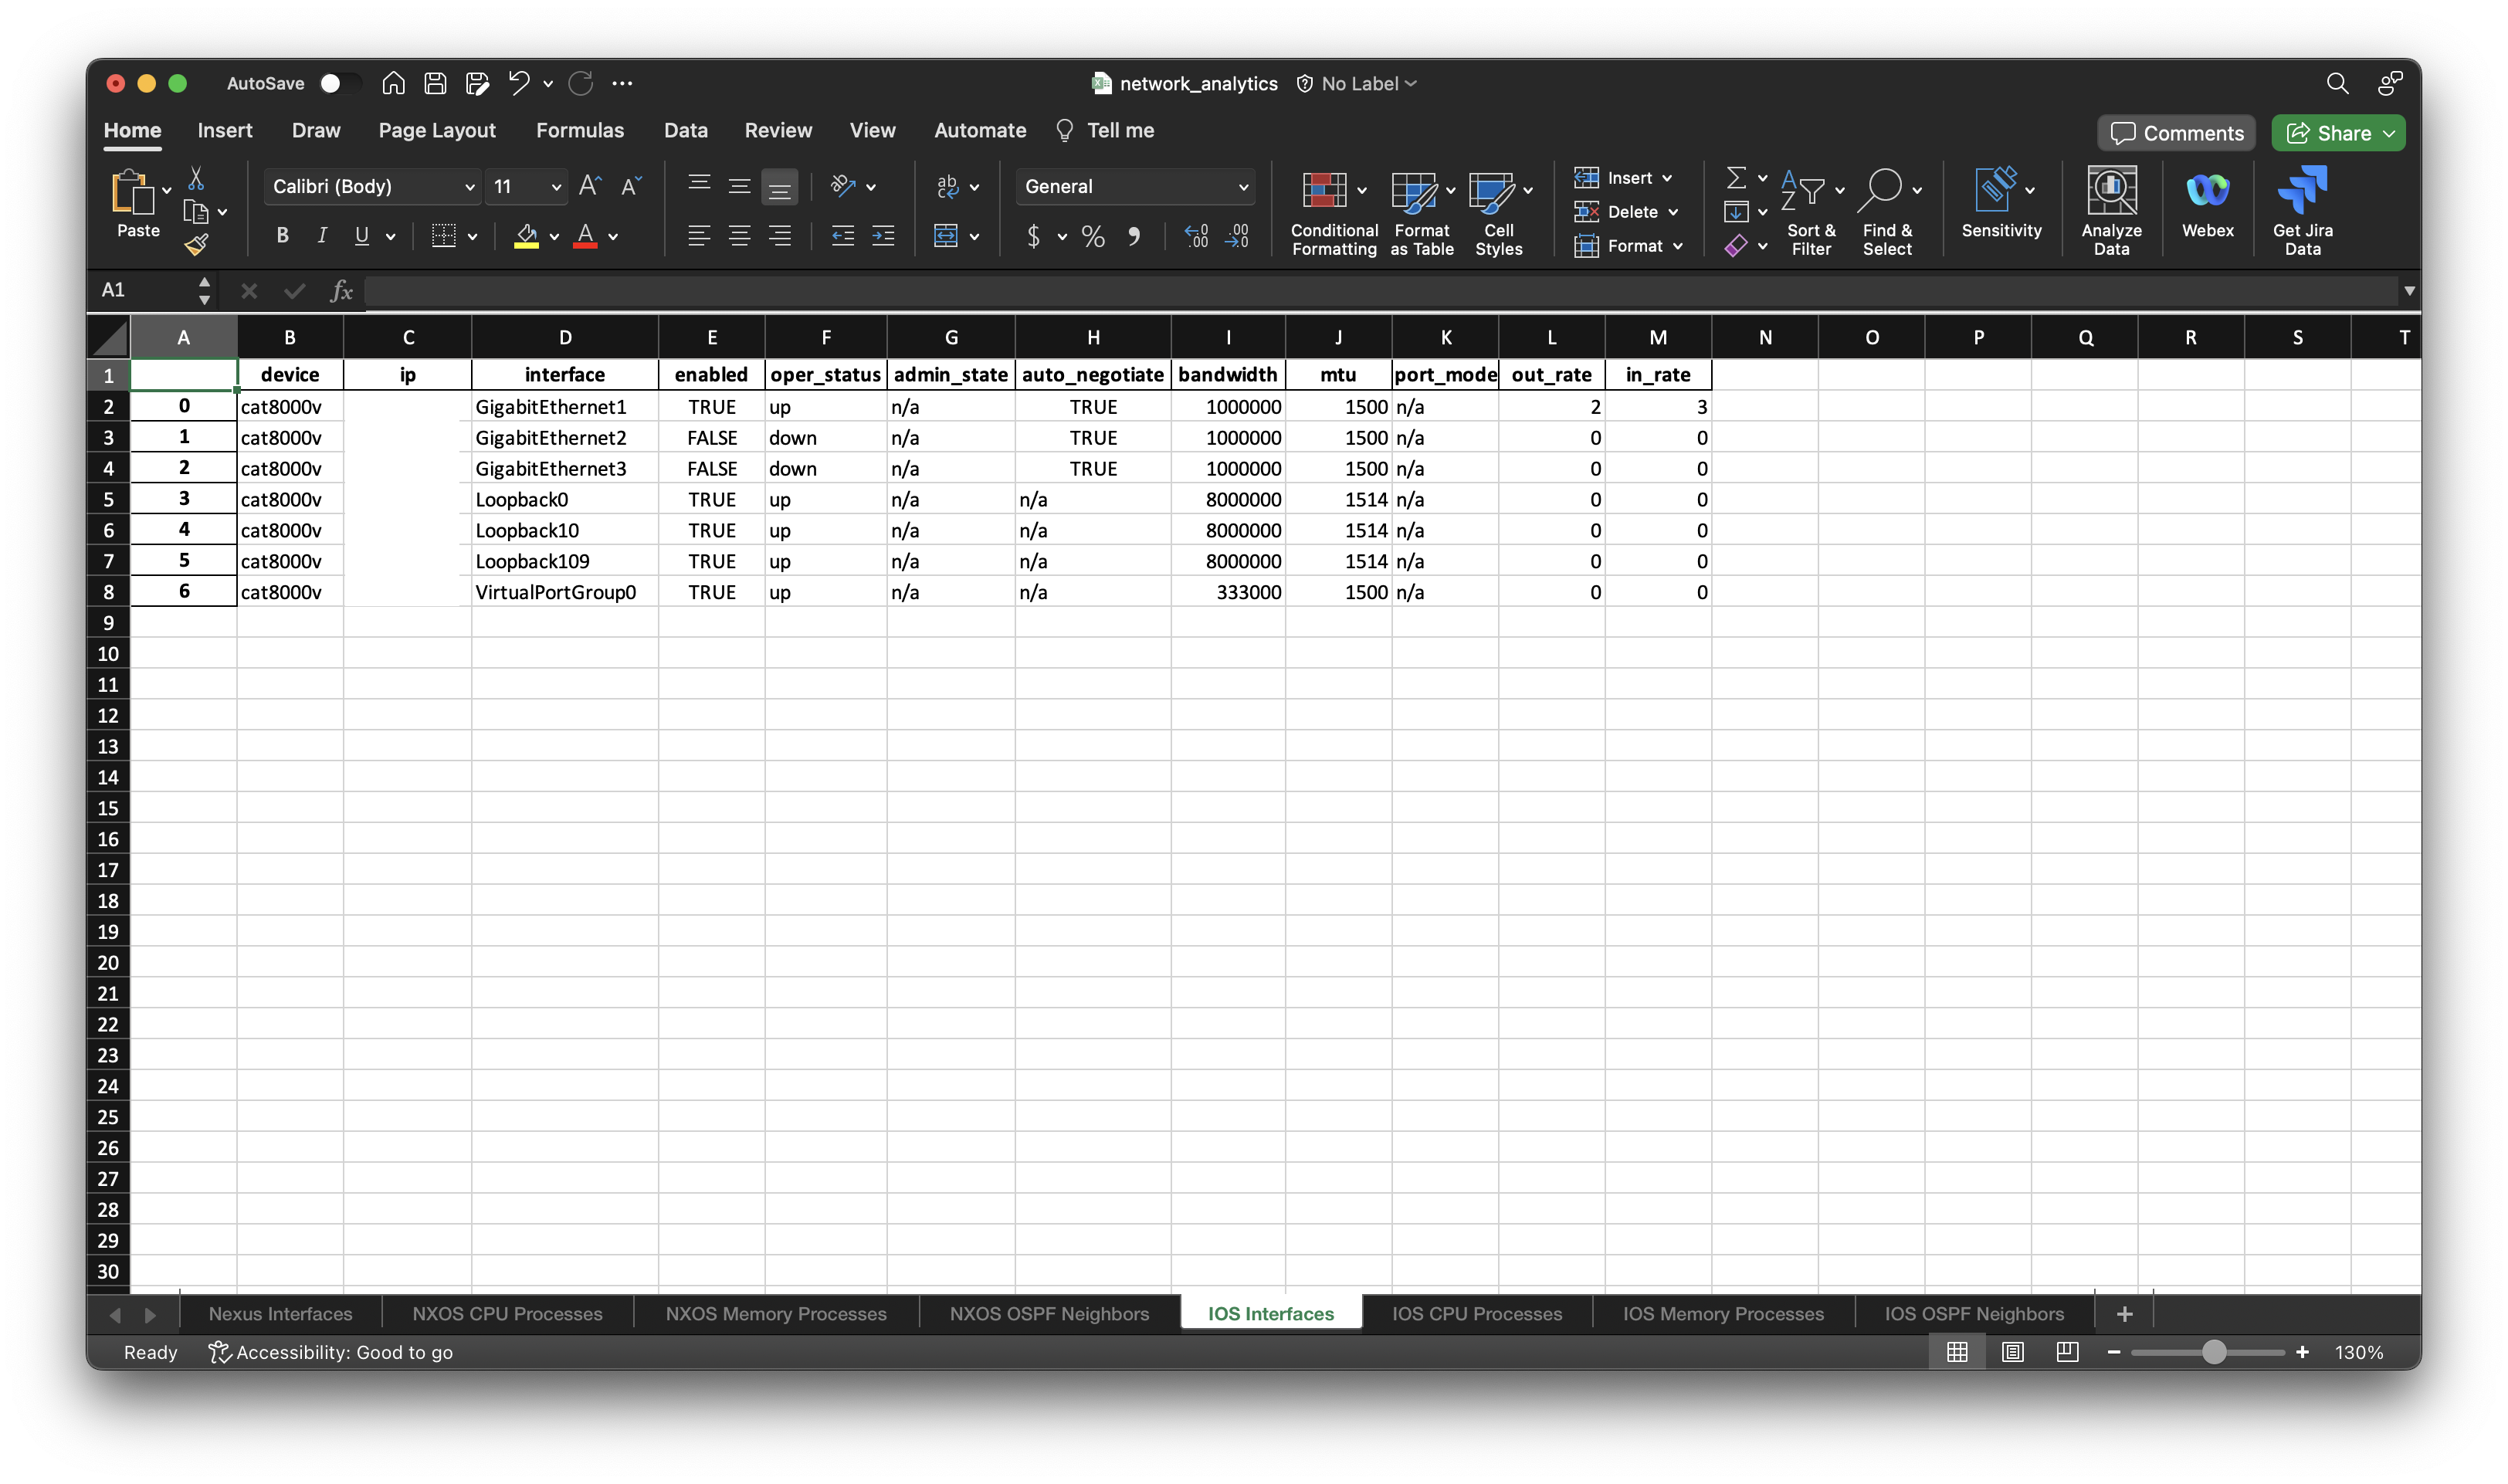 AutoSave
network_analytics No Label
Home Insert Draw Page Layout Formulas Data Review View Automate Tell me
Comments Share
Paste
Calibri (Body) 11
B I U
ab
c
General
$ % 9
.00
.00
Conditional Formatting
Format as Table
Cell Styles
Insert
Delete
Format
Sort & Filter
Find & Select
Sensitivity
Analyze Data
Webex
Get Jira Data
A1 fx
A B C D E F G H I J K L M N O P Q R S T
1 device ip interface enabled oper_status admin_state auto_negotiate bandwidth mtu port_mode out_rate in_rate
2 0 cat8000v GigabitEthernet1 TRUE up n/a TRUE 1000000 1500 n/a 2 3
3 1 cat8000v GigabitEthernet2 FALSE down n/a TRUE 1000000 1500 n/a 0 0
4 2 cat8000v GigabitEthernet3 FALSE down n/a TRUE 1000000 1500 n/a 0 0
5 3 cat8000v Loopback0 TRUE up n/a n/a 8000000 1514 n/a 0 0
6 4 cat8000v Loopback10 TRUE up n/a n/a 8000000 1514 n/a 0 0
7 5 cat8000v Loopback109 TRUE up n/a n/a 8000000 1514 n/a 0 0
8 6 cat8000v VirtualPortGroup0 TRUE up n/a n/a 333000 1500 n/a 0 0
9
10
11
12
13
14
15
16
17
18
19
20
21
22
23
24
25
26
27
28
29
30
Nexus Interfaces NXOS CPU Processes NXOS Memory Processes NXOS OSPF Neighbors IOS Interfaces IOS CPU Processes IOS Memory Processes IOS OSPF Neighbors +
Ready Accessibility: Good to go 130%